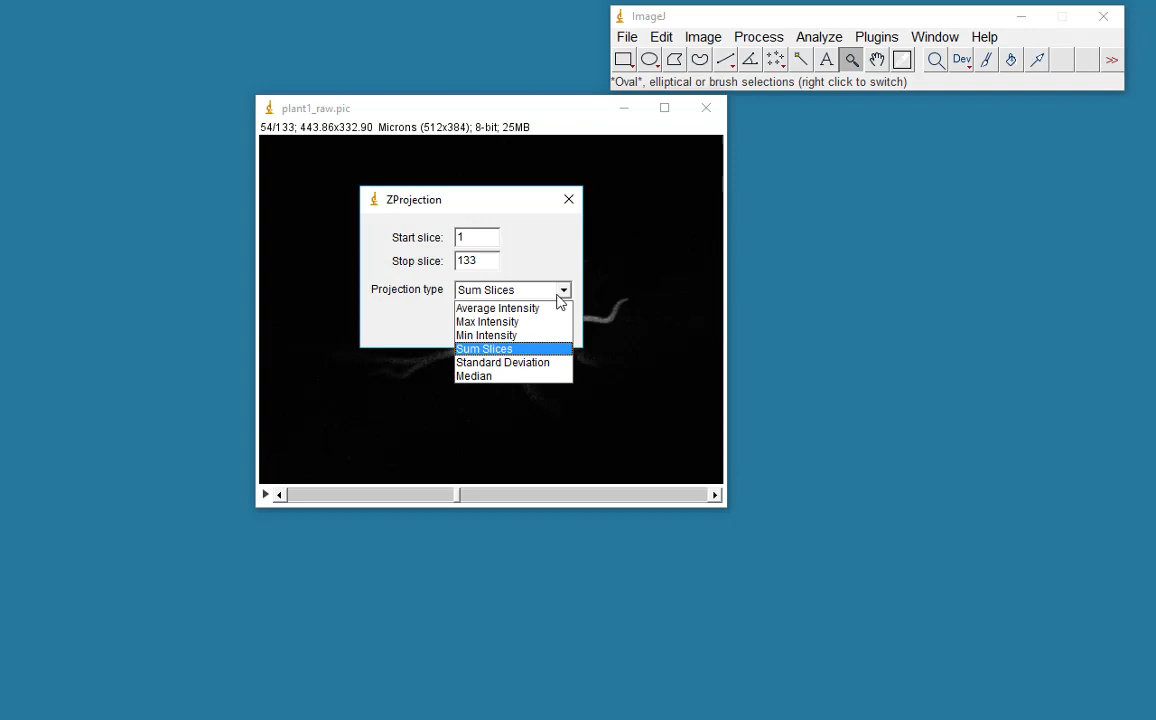 ImageJ
File Edit Image Process Analyze Plugins Window Help
A Dev >>
*Oval*, elliptical or brush selections (right click to switch)
plant1_raw.pic
54/133; 443.86x332.90 Microns (512x384); 8-bit; 25MB
ZProjection
Start slice: 1
Stop slice: 133
Projection type Sum Slices
Average Intensity
Max Intensity
Min Intensity
Sum Slices
Standard Deviation
Median